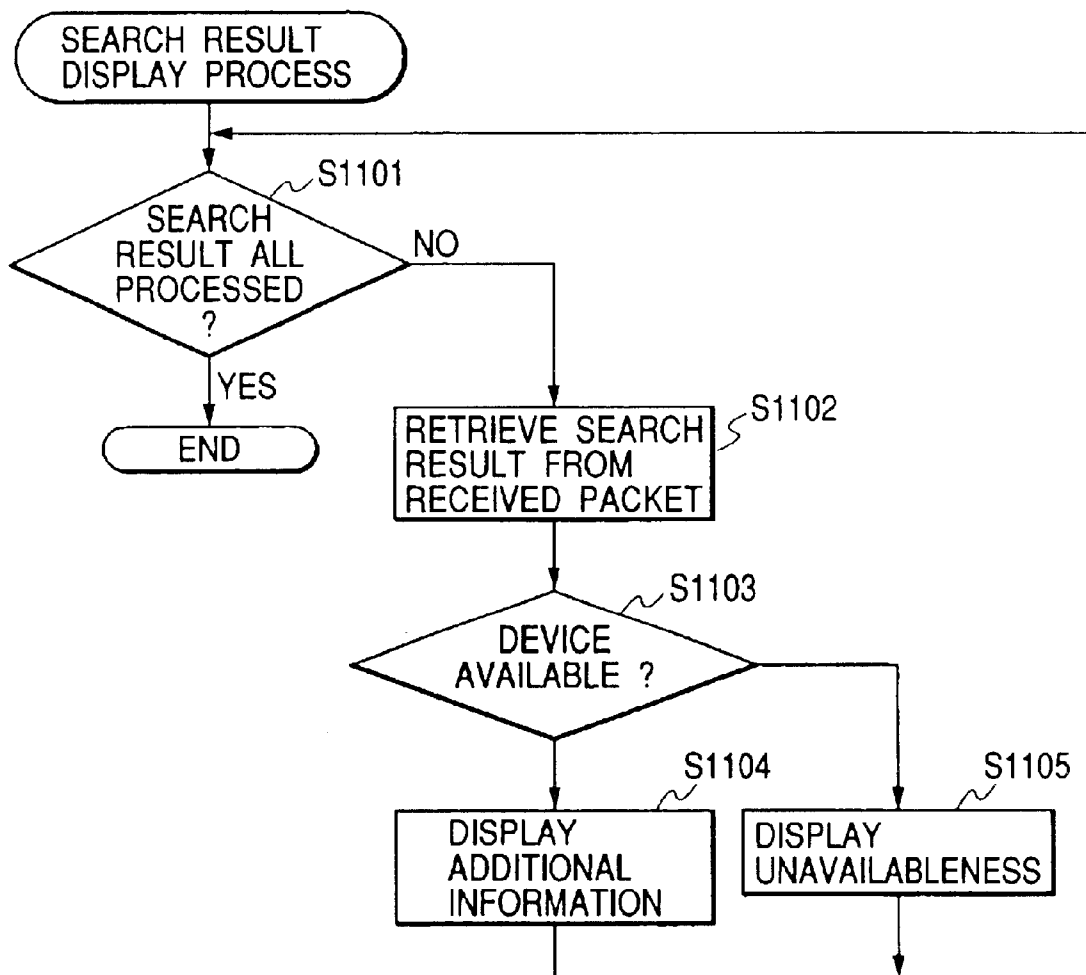 SEARCH RESULT
DISPLAY PROCESS
S1101
SEARCH
RESULT ALL
PROCESSED
?
NO
YES
END
S1102
RETRIEVE SEARCH
RESULT FROM
RECEIVED PACKET
S1103
DEVICE
AVAILABLE ?
S1104
DISPLAY
ADDITIONAL
INFORMATION
S1105
DISPLAY
UNAVAILABLENESS